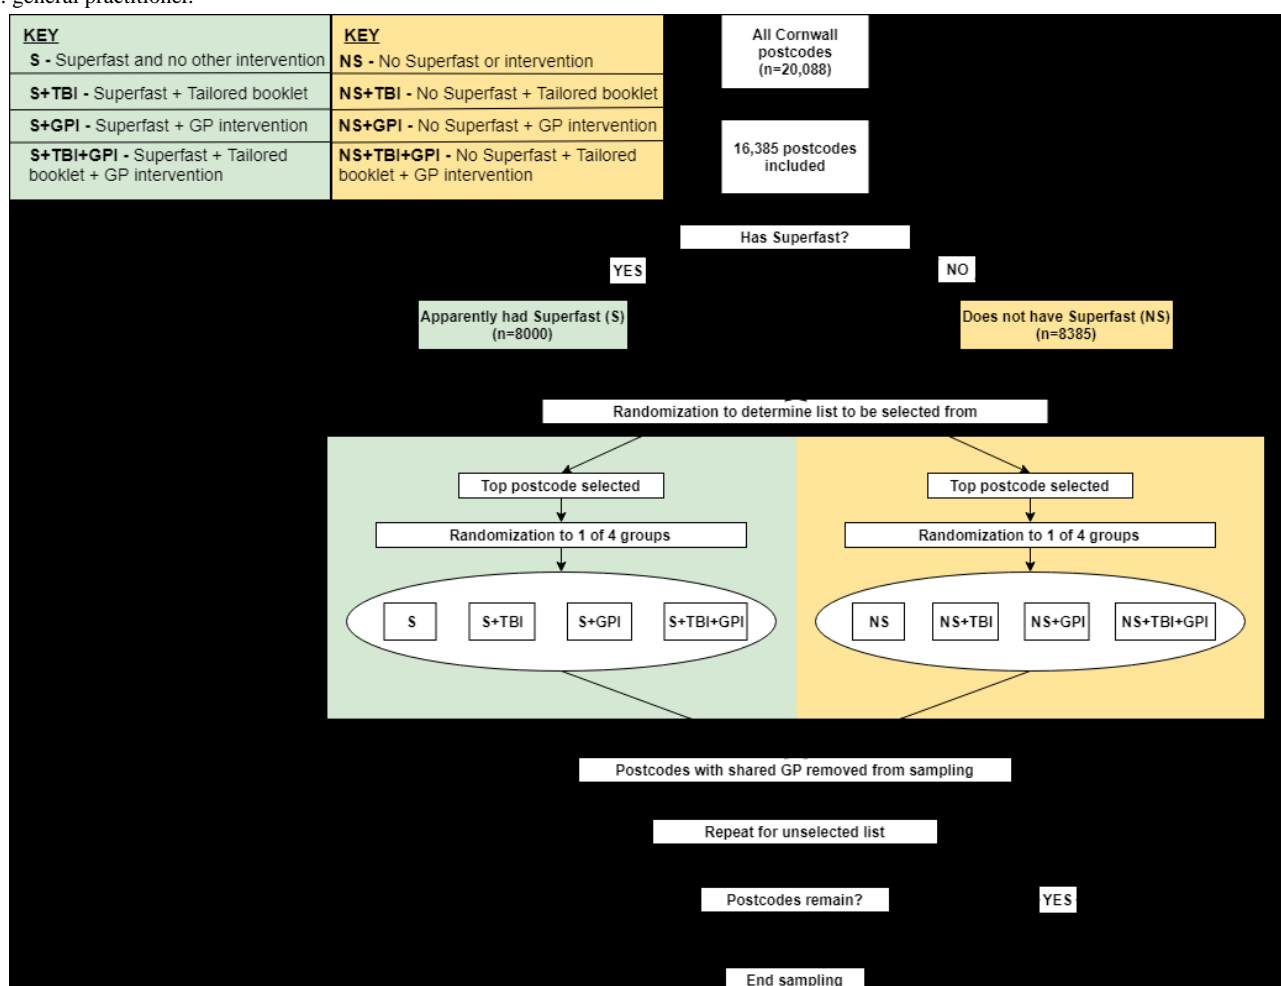 : general practitioner.
KEY
S - Superfast and no other intervention
S+TBI - Superfast + Tailored booklet
S+GPI - Superfast + GP intervention
S+TBI+GPI - Superfast + Tailored
booklet + GP intervention
KEY
NS - No Superfast or intervention
NS+TBI - No Superfast + Tailored booklet
NS+GPI - No Superfast + GP intervention
NS+TBI+GPI - No Superfast + Tailored
booklet + GP intervention
All Cornwall
postcodes
(n=20,088)
16,385 postcodes
included
Has Superfast?
YES
NO
Apparently had Superfast (S)
(n=8000)
Does not have Superfast (NS)
(n=8385)
Randomization to determine list to be selected from
Top postcode selected
Top postcode selected
Randomization to 1 of 4 groups
Randomization to 1 of 4 groups
S
S+TBI
S+GPI
S+TBI+GPI
NS
NS+TBI
NS+GPI
NS+TBI+GPI
Postcodes with shared GP removed from sampling
Repeat for unselected list
Postcodes remain?
YES
End sampling